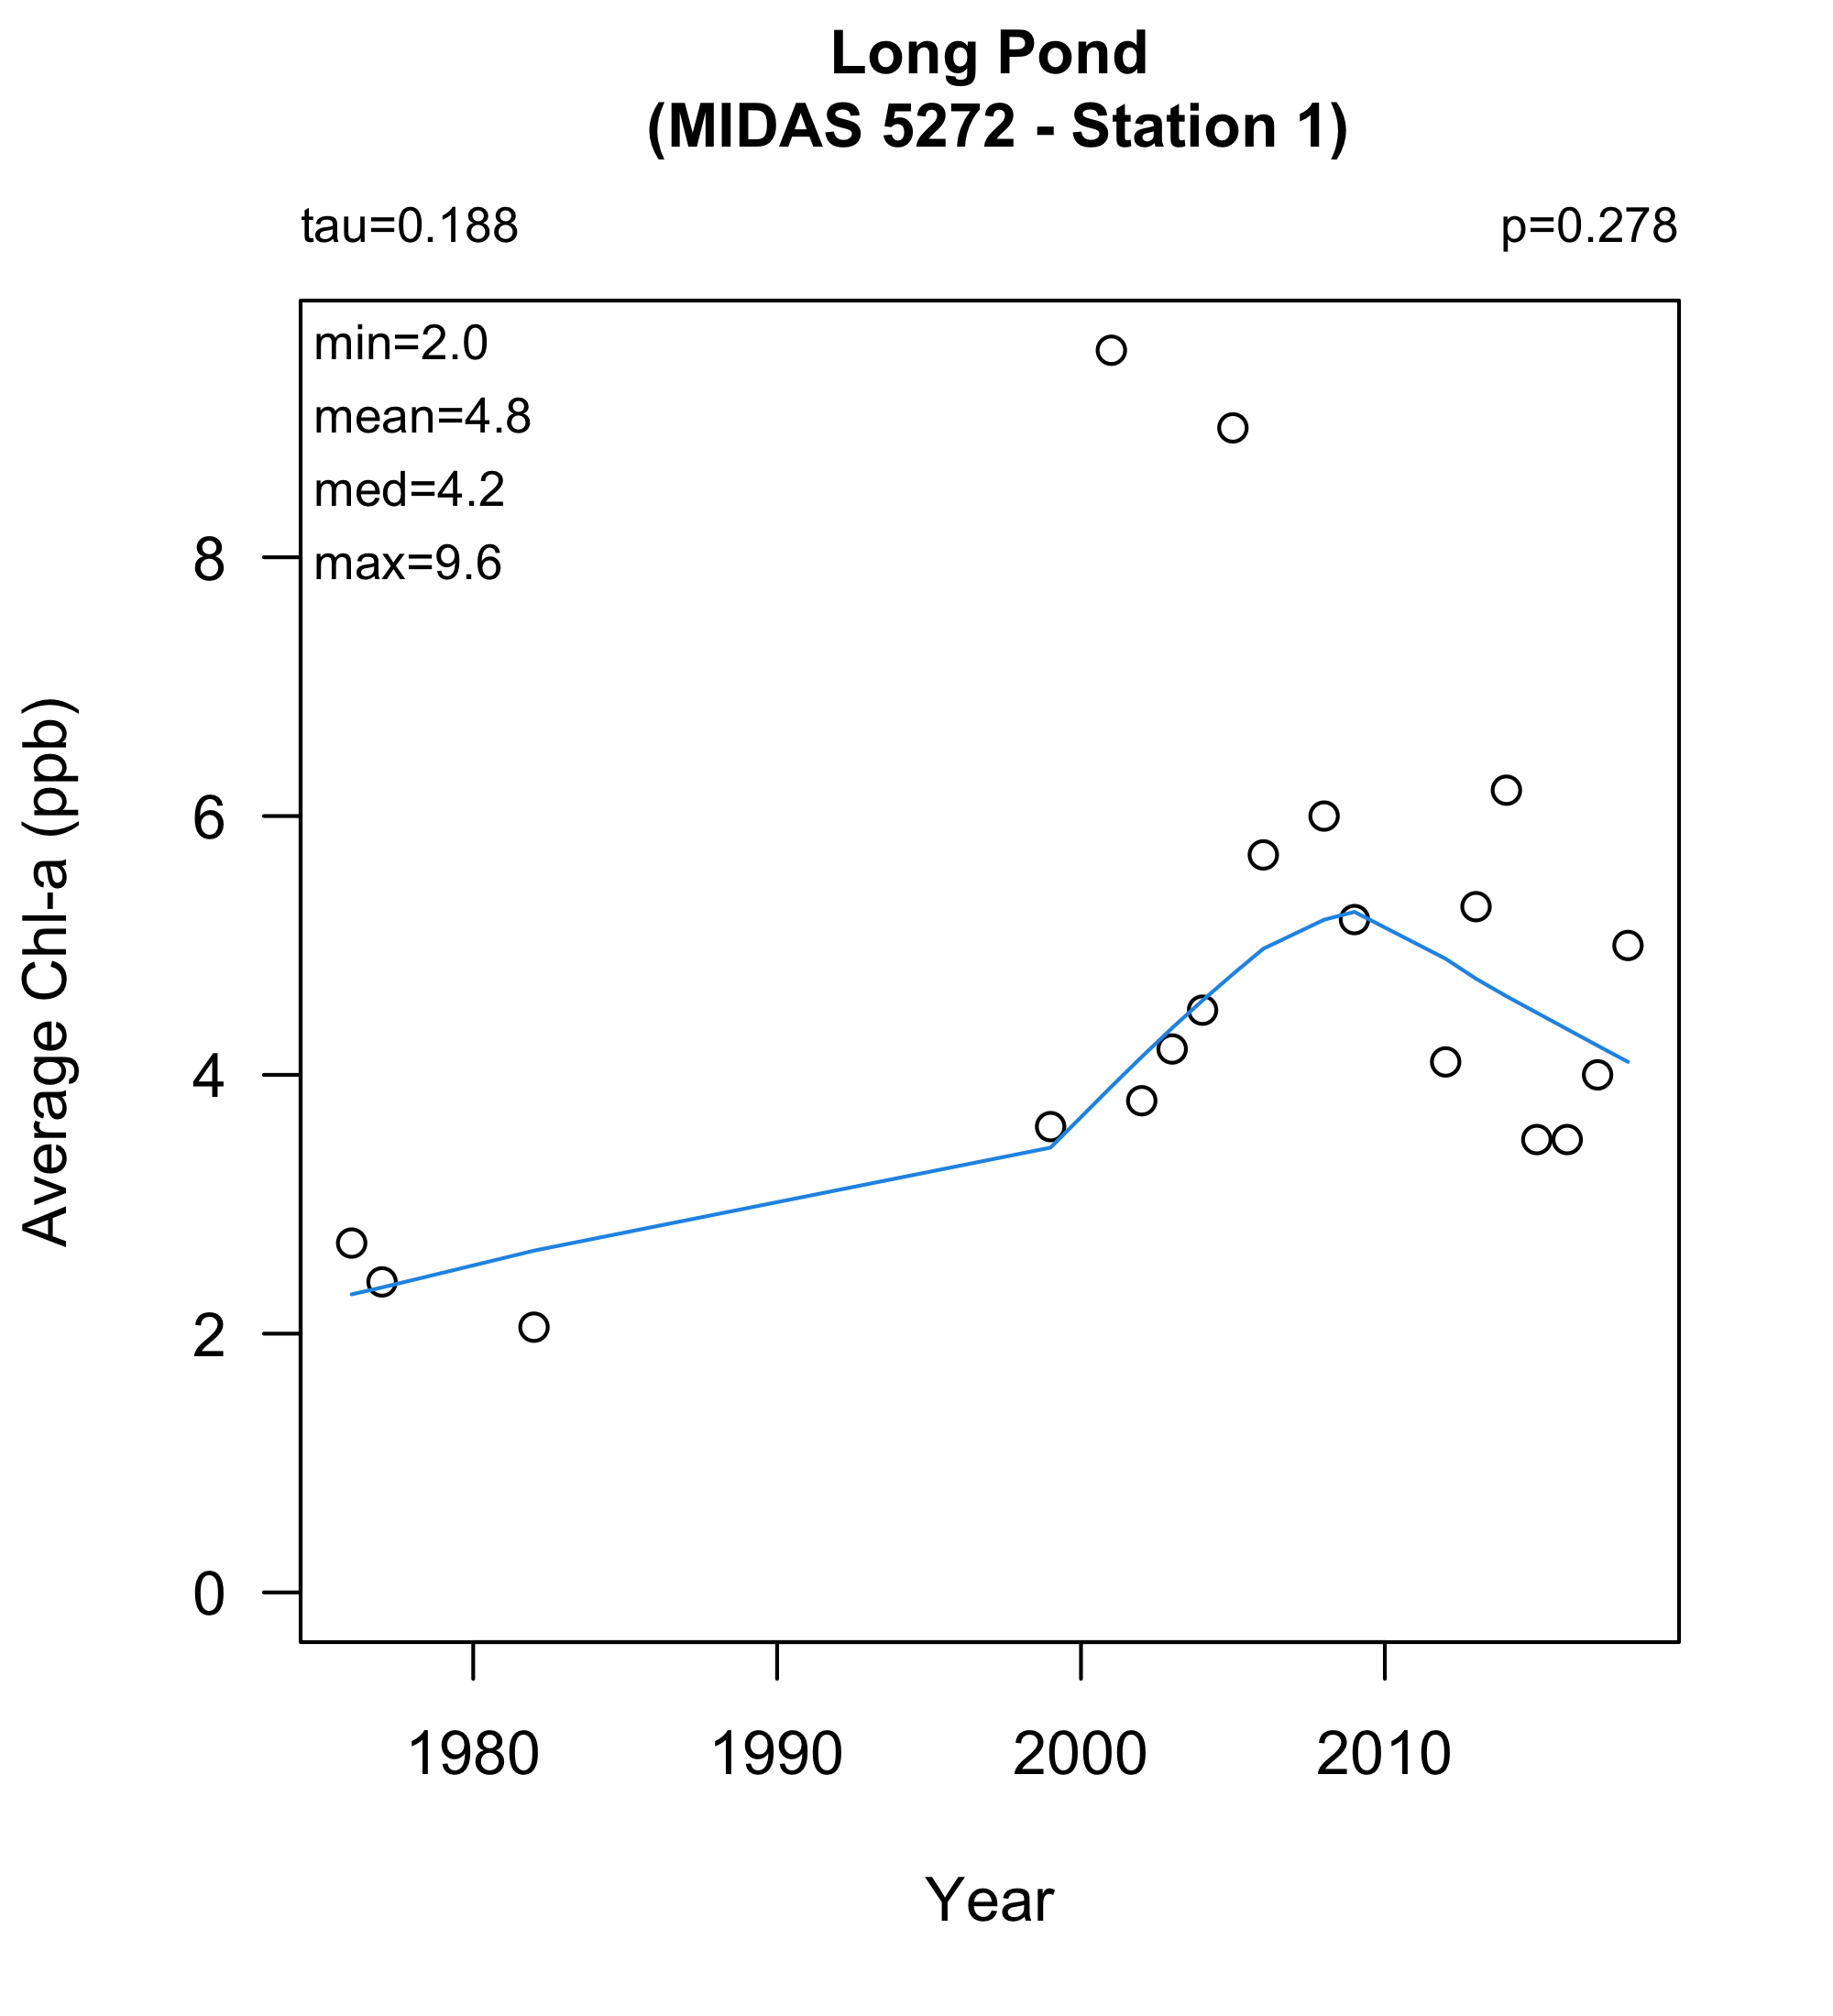 Long Pond
(MIDAS 5272 - Station 1)
tau=0.188
p=0.278
min=2.0
mean=4.8
med=4.2
max=9.6
Average Chl-a (ppb)
8
6
4
2
0
1980
1990
2000
2010
Year